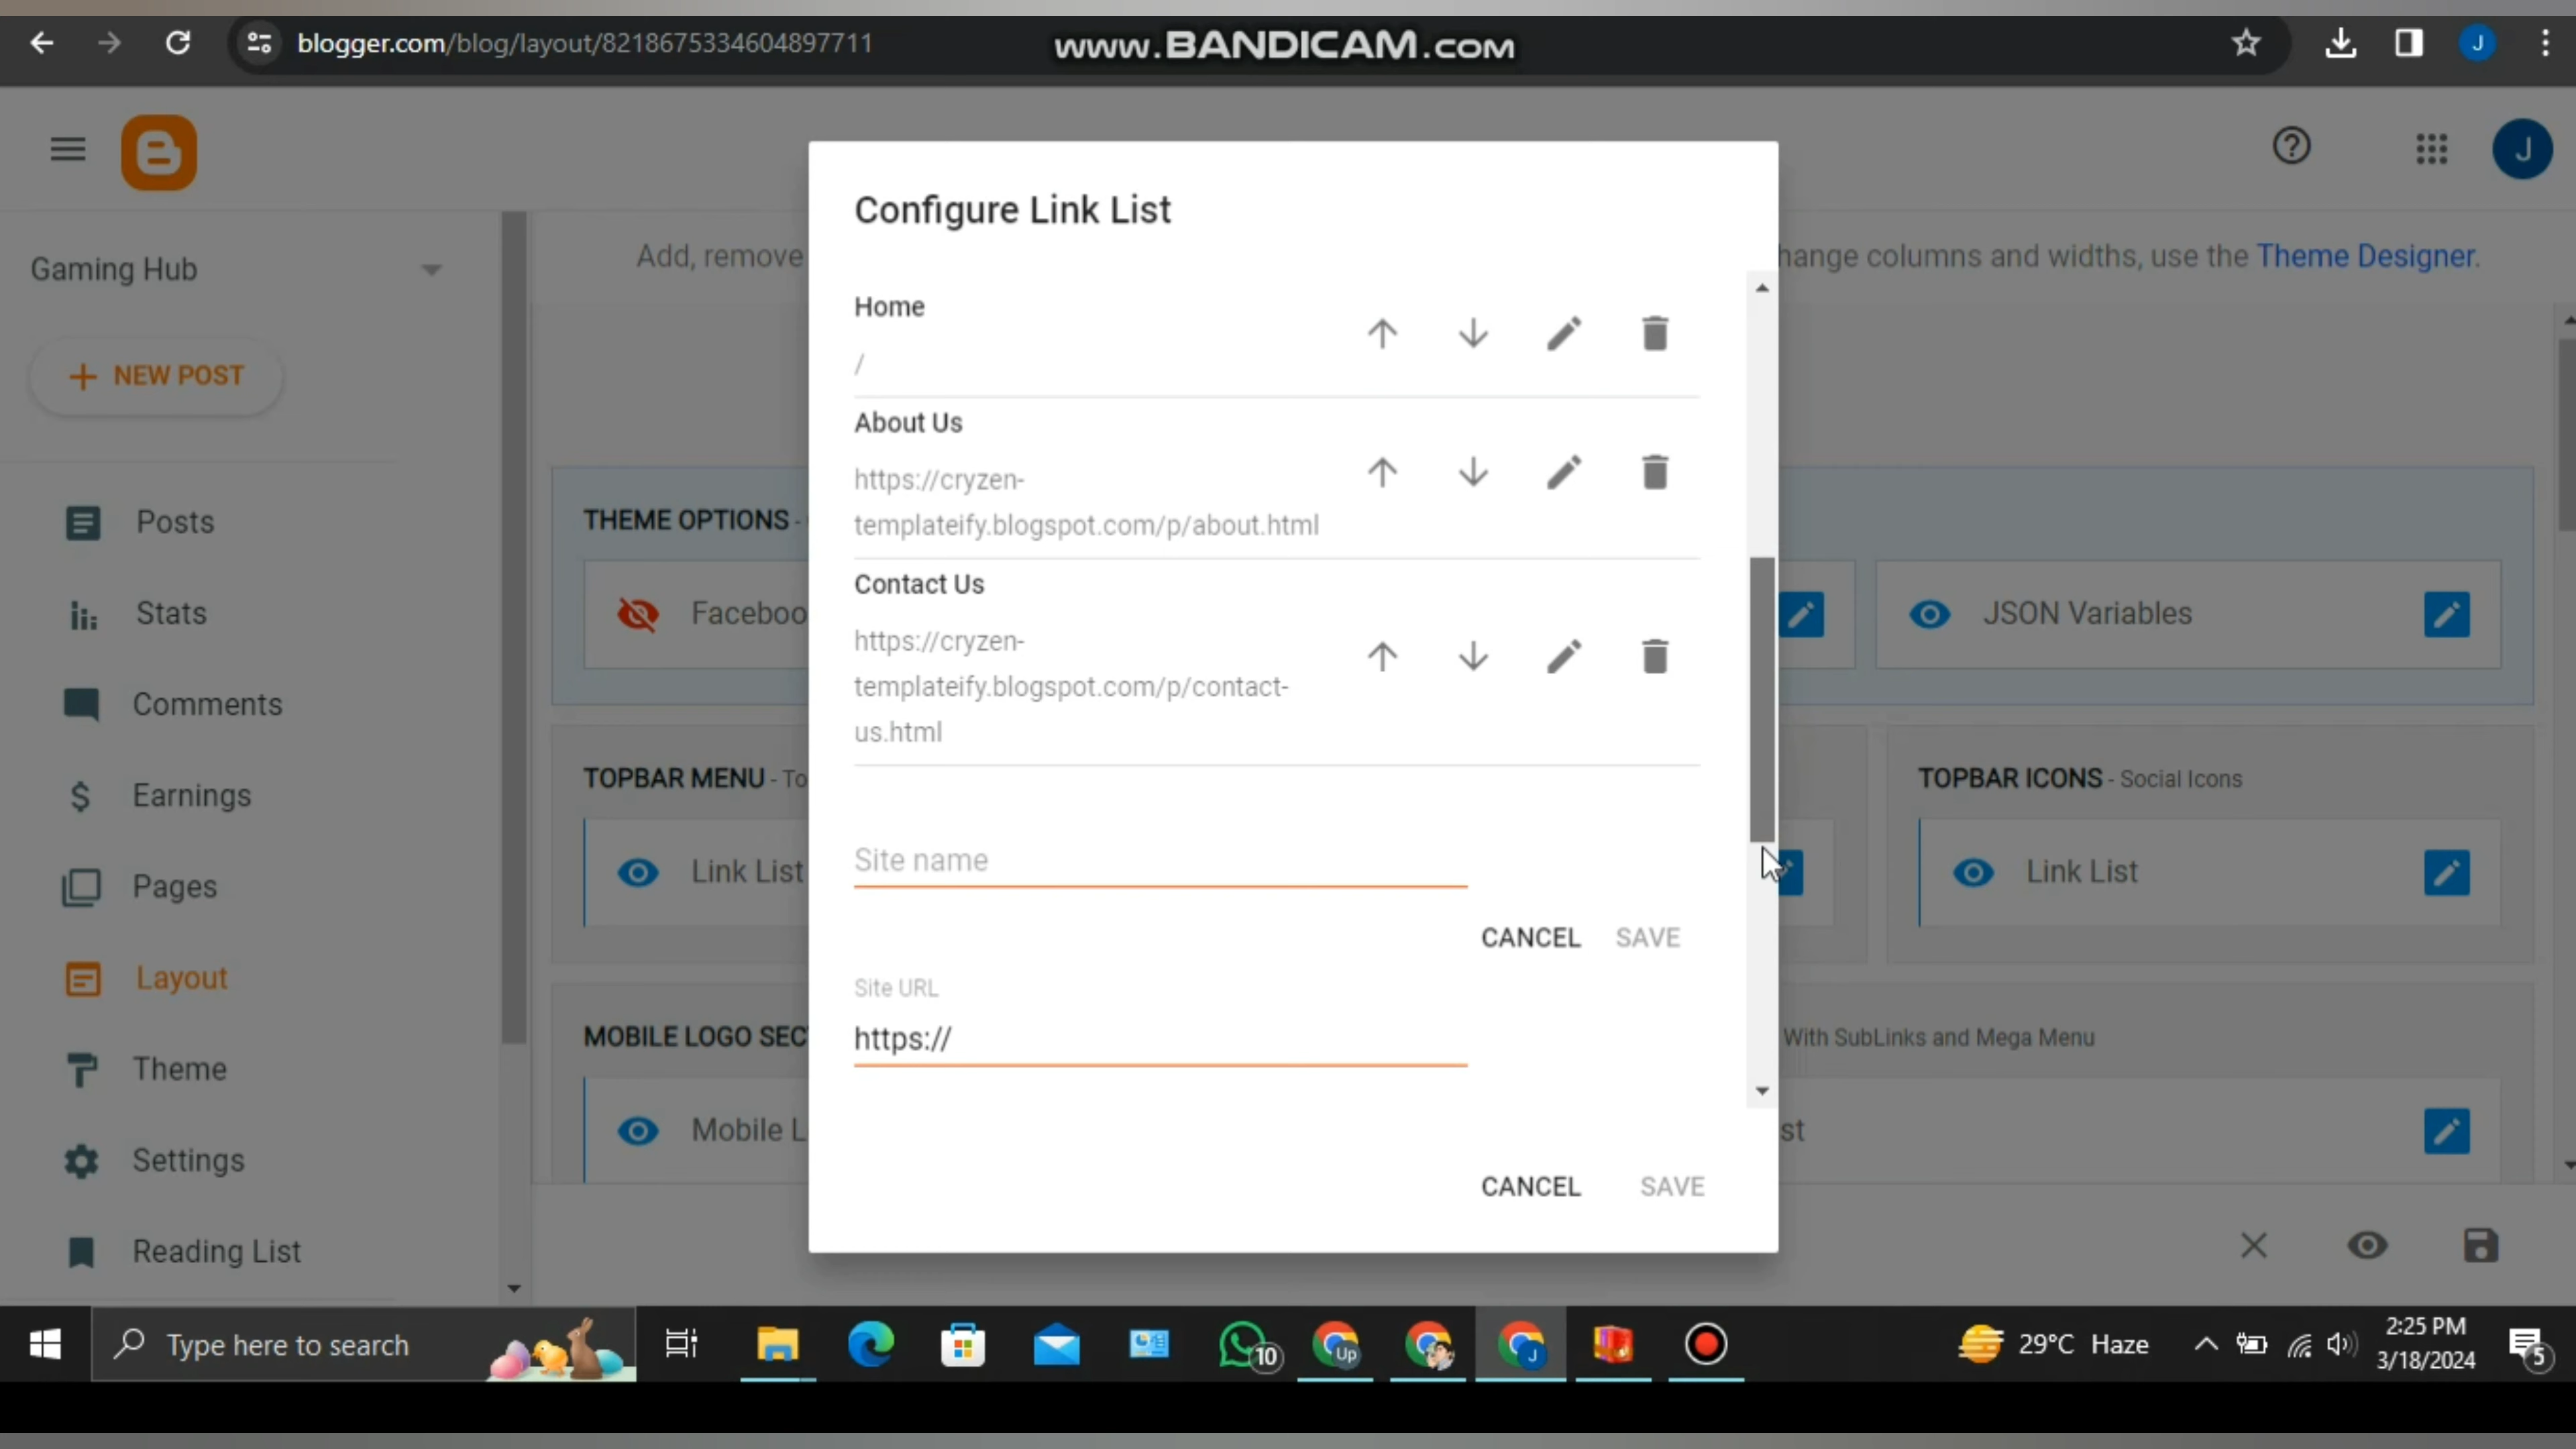 blogger.com/blog/layout/8218675334604897711
www.BANDICAM.com
J
J
Gaming Hub
Add, remove
hange columns and widths, use the Theme Designer.
NEW POST
Posts
Stats
Comments
Earnings
Pages
Layout
Theme
Settings
Reading List
THEME OPTIONS -
Faceboo
JSON Variables
TOPBAR MENU - To
Link List
TOPBAR ICONS - Social Icons
Link List
MOBILE LOGO SEC
With SubLinks and Mega Menu
Mobile L
st
Configure Link List
Home
/
About Us
https://cryzen-
templateify.blogspot.com/p/about.html
Contact Us
https://cryzen-
templateify.blogspot.com/p/contact-
us.html
Site name
CANCEL SAVE
Site URL
https://
CANCEL SAVE
Type here to search
10
Up
J
29°C Haze
2:25 PM
3/18/2024
5